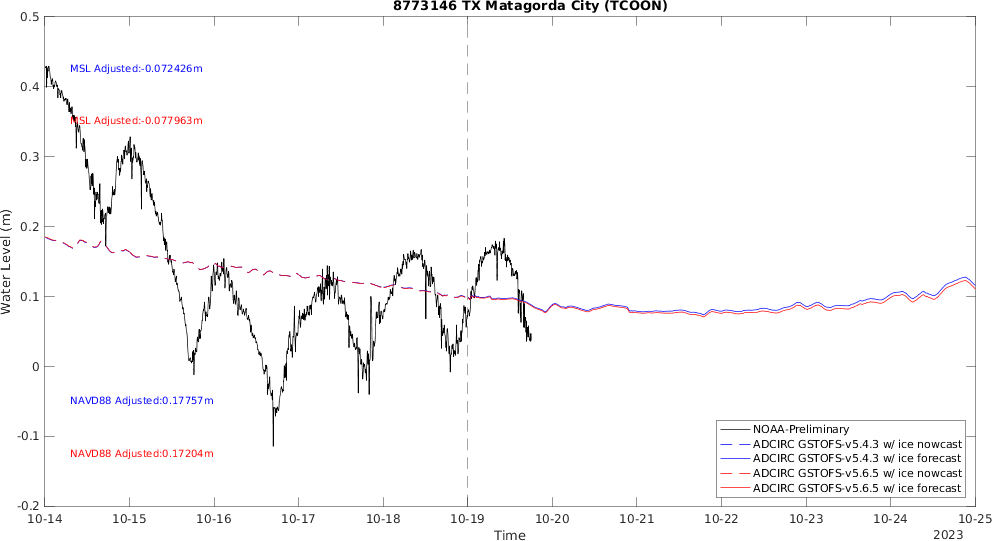 8773146 TX Matagorda City (TCOON)
0.5
0.4
0.3
0.2
0.1
0
-0.1
-0.2
Water Level (m)
MSL Adjusted:-0.072426m
MSL Adjusted:-0.077963m
NAVD88 Adjusted:0.17757m
NAVD88 Adjusted:0.17204m
NOAA-Preliminary
ADCIRC GSTOFS-v5.4.3 w/ ice nowcast
ADCIRC GSTOFS-v5.4.3 w/ ice forecast
ADCIRC GSTOFS-v5.6.5 w/ ice nowcast
ADCIRC GSTOFS-v5.6.5 w/ ice forecast
10-14 10-15 10-16 10-17 10-18 10-19 10-20 10-21 10-22 10-23 10-24 10-25
Time
2023